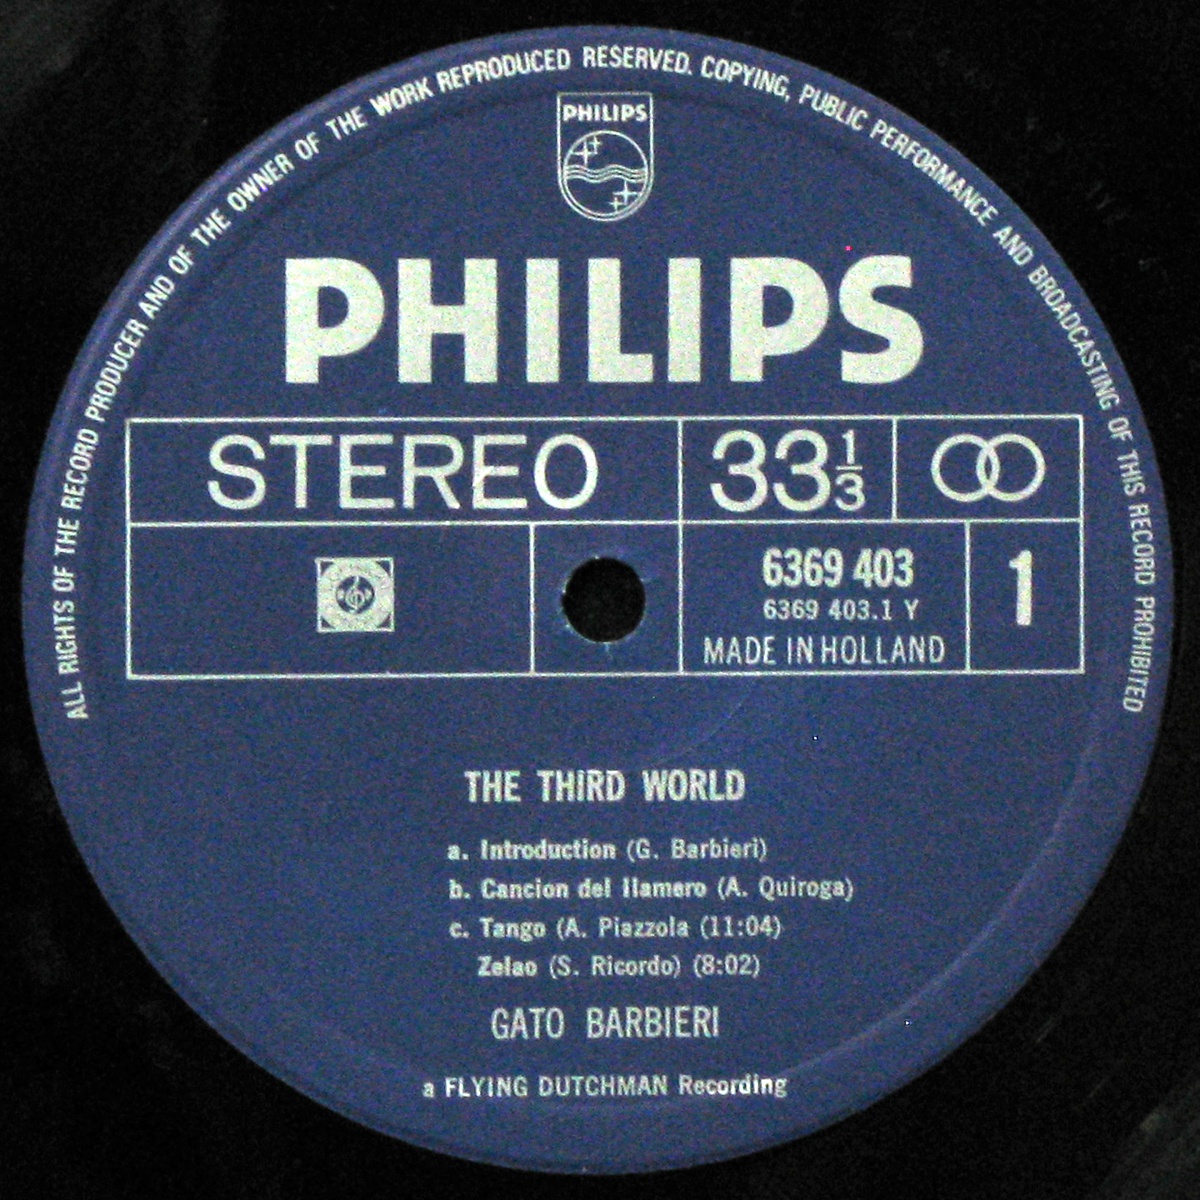 ALL RIGHTS OF THE RECORD PRODUCER AND OF THE OWNER OF THE WORK REPRODUCED RESERVED. COPYING, PUBLIC PERFORMANCE AND BROADCASTING OF THIS RECORD PROHIBITED
PHILIPS
PHILIPS
STEREO
33 1/3
6369 403
6369 403.1 Y
MADE IN HOLLAND
1
THE THIRD WORLD
a. Introduction (G. Barbieri)
b. Cancion del llamero (A. Quiroga)
c. Tango (A. Piazzola (11:04)
Zelao (S. Ricordo) (8:02)
GATO BARBIERI
a FLYING DUTCHMAN Recording